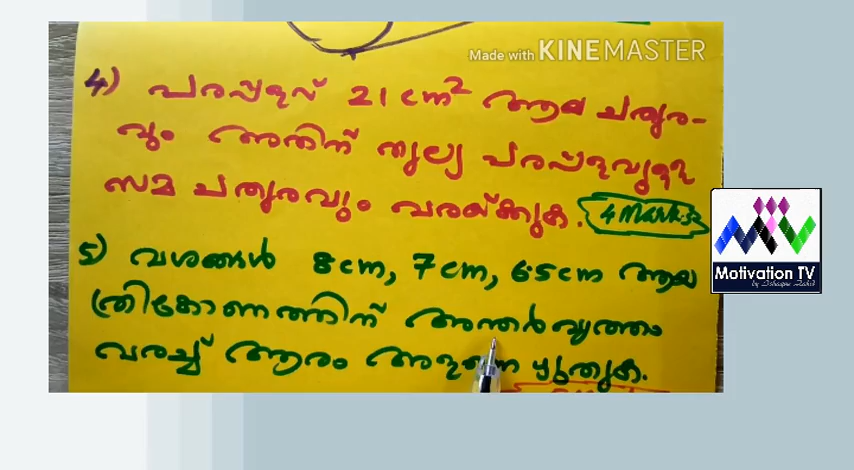 Made with KINEMASTER
4) പരപ്പളവ് 21 cm² ആയ ചതുര-
വും അതിന് തുല്യ പരപ്പളവുള്ള
സമ ചതുരവും വരയ്ക്കുക. 4 Marks
5) വശങ്ങൾ 8cm, 7cm, 6.5cm ആയ
ത്രികോണത്തിന് അന്തർവൃത്തം
വരച്ച് ആരം അളന്ന് എഴുതുക.
Motivation TV